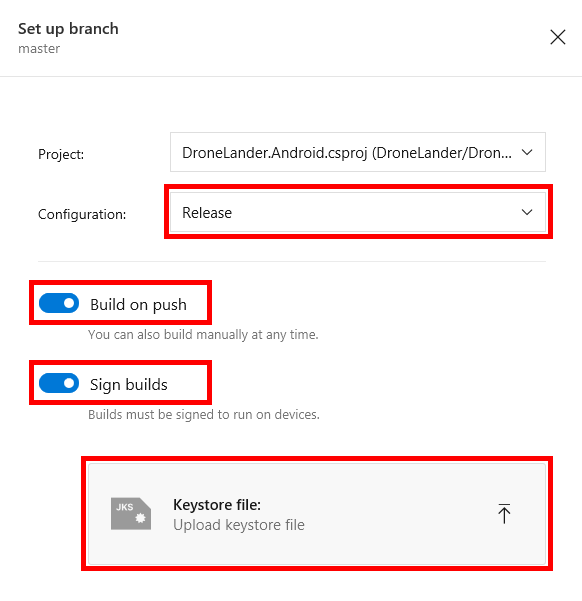 Set up branch
master
Project:
DroneLander.Android.csproj (DroneLander/Dron...
Configuration:
Release
Build on push
You can also build manually at any time.
Sign builds
Builds must be signed to run on devices.
JKS
Keystore file:
Upload keystore file